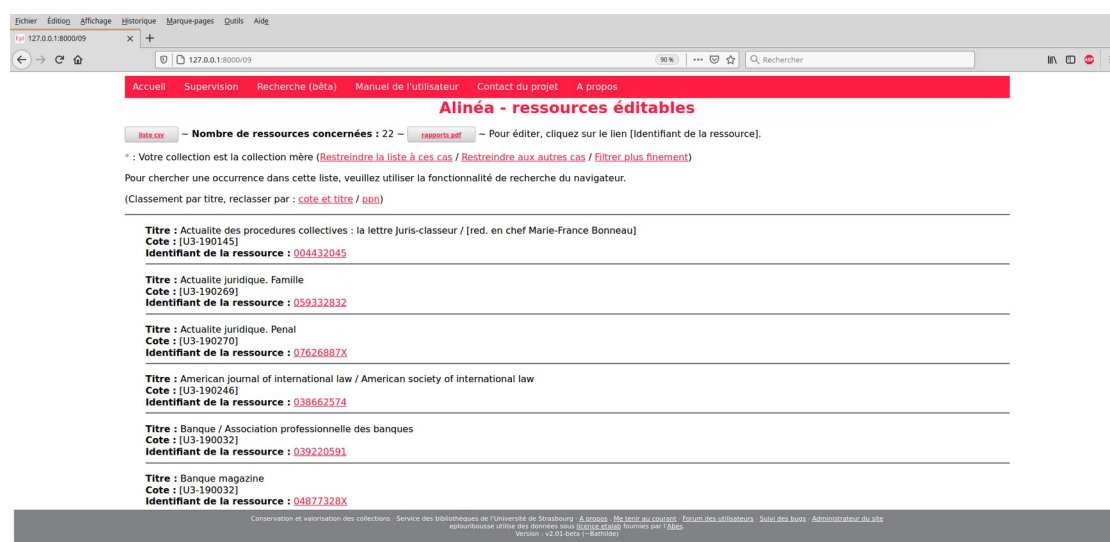 Fichier Édition Affichage Historique Marque-pages Outils Aide
Epl 127.0.0.1:8000/09 × +
127.0.0.1:8000/09 90 % ··· Rechercher ABP
Accueil Supervision Recherche (bêta) Manuel de l'utilisateur Contact du projet A propos
Alinéa - ressources éditables
liste csv ~ Nombre de ressources concernées : 22 ~ rapports pdf ~ Pour éditer, cliquez sur le lien [Identifiant de la ressource].
* : Votre collection est la collection mère (Restreindre la liste à ces cas / Restreindre aux autres cas / Filtrer plus finement)
Pour chercher une occurrence dans cette liste, veuillez utiliser la fonctionnalité de recherche du navigateur.
(Classement par titre, reclasser par : cote et titre / ppn)
Titre : Actualite des procedures collectives : la lettre Juris-classeur / [red. en chef Marie-France Bonneau]
Cote : [U3-190145]
Identifiant de la ressource : 004432045
Titre : Actualite juridique. Famille
Cote : [U3-190269]
Identifiant de la ressource : 059332832
Titre : Actualite juridique. Penal
Cote : [U3-190270]
Identifiant de la ressource : 07626887X
Titre : American journal of international law / American society of international law
Cote : [U3-190246]
Identifiant de la ressource : 038662574
Titre : Banque / Association professionnelle des banques
Cote : [U3-190032]
Identifiant de la ressource : 039220591
Titre : Banque magazine
Cote : [U3-190032]
Identifiant de la ressource : 04877328X
Conservation et valorisation des collections · Service des bibliothèques de l'Université de Strasbourg · A propos · Me tenir au courant · Forum des utilisateurs · Suivi des bugs · Administrateur du site
eplouribousse utilise des données sous licence etalab fournies par l'Abes.
Version : v2.01-beta (~Bathilde)